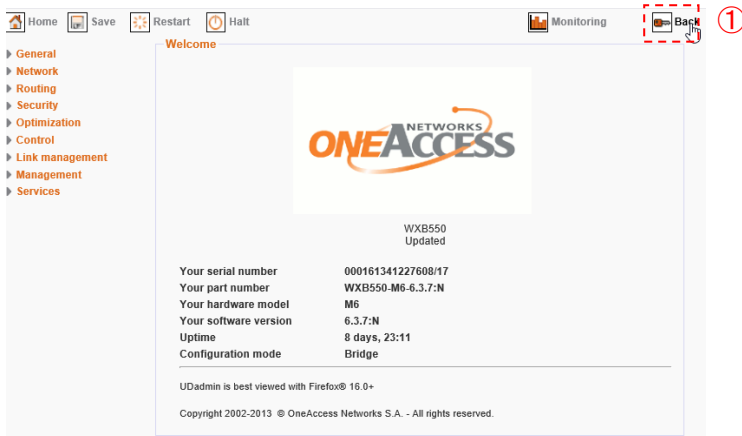 Home Save Restart Halt Monitoring Back ①
Welcome
General
Network
Routing
Security
Optimization
Control
Link management
Management
Services
NETWORKS
ONEACCESS
WXB550
Updated
Your serial number 000161341227608/17
Your part number WXB550-M6-6.3.7:N
Your hardware model M6
Your software version 6.3.7:N
Uptime 8 days, 23:11
Configuration mode Bridge
UDadmin is best viewed with Firefox® 16.0+
Copyright 2002-2013 © OneAccess Networks S.A. - All rights reserved.